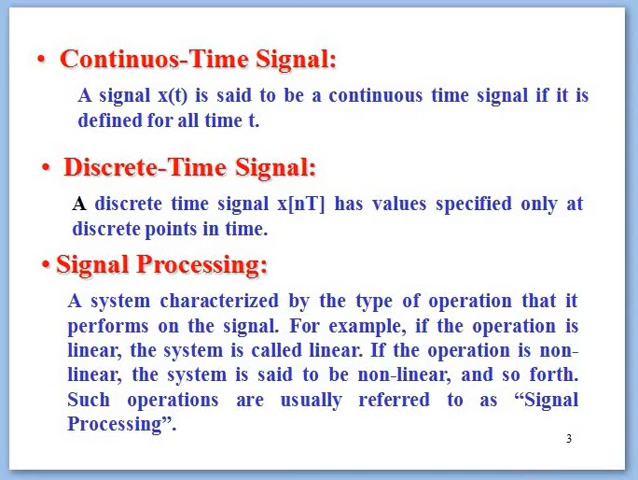 • Continuos-Time Signal:
A signal x(t) is said to be a continuous time signal if it is
defined for all time t.
• Discrete-Time Signal:
A discrete time signal x[nT] has values specified only at
discrete points in time.
• Signal Processing:
A system characterized by the type of operation that it
performs on the signal. For example, if the operation is
linear, the system is called linear. If the operation is non-
linear, the system is said to be non-linear, and so forth.
Such operations are usually referred to as “Signal
Processing”.
3